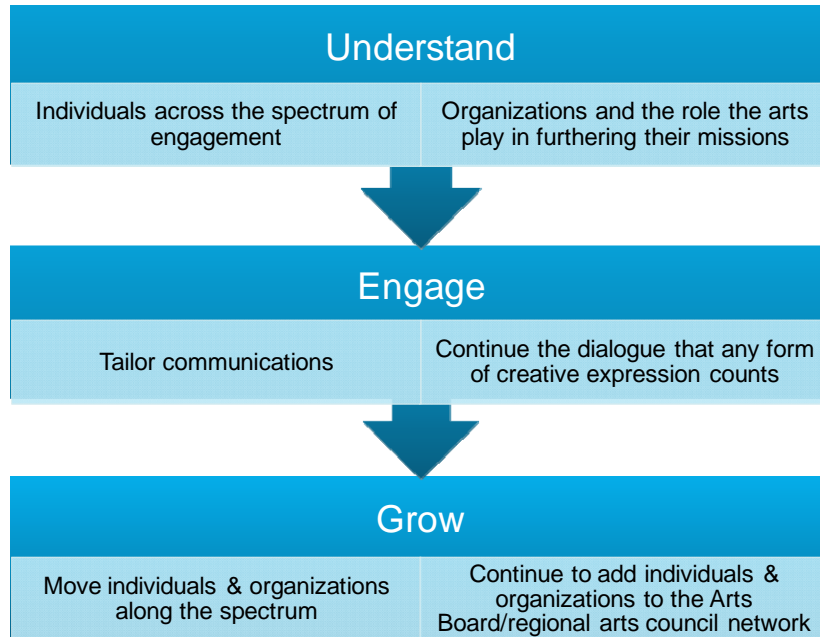 Understand
Individuals across the spectrum of
engagement
Organizations and the role the arts
play in furthering their missions
Engage
Tailor communications
Continue the dialogue that any form
of creative expression counts
Grow
Move individuals & organizations
along the spectrum
Continue to add individuals &
organizations to the Arts
Board/regional arts council network